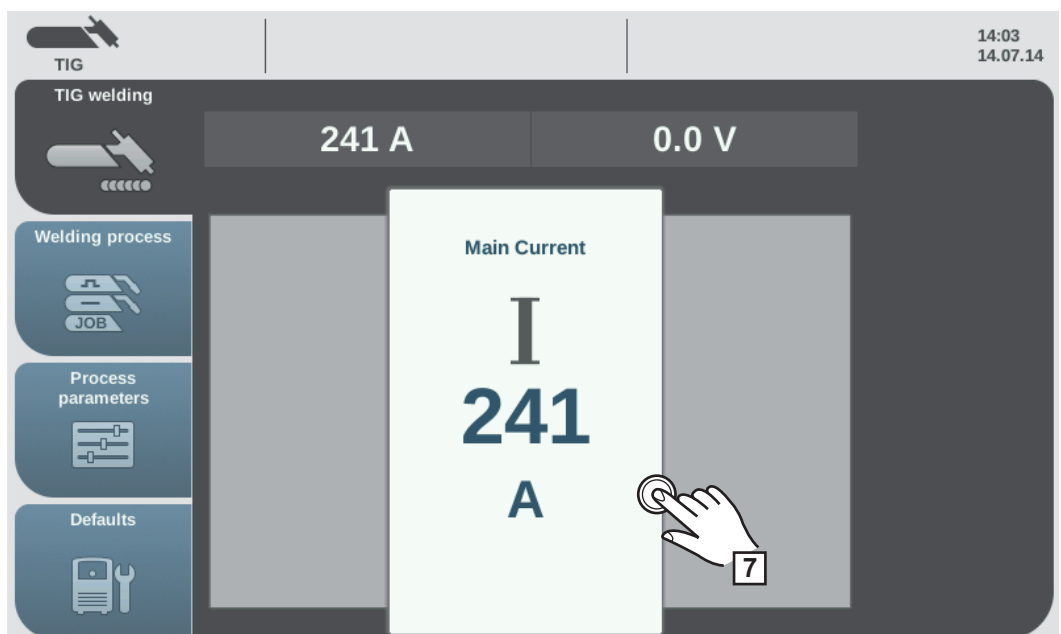 TIG
14:03
14.07.14
TIG welding
241 A
0.0 V
Welding process
JOB
Process
parameters
Defaults
Main Current
I
241
A
7